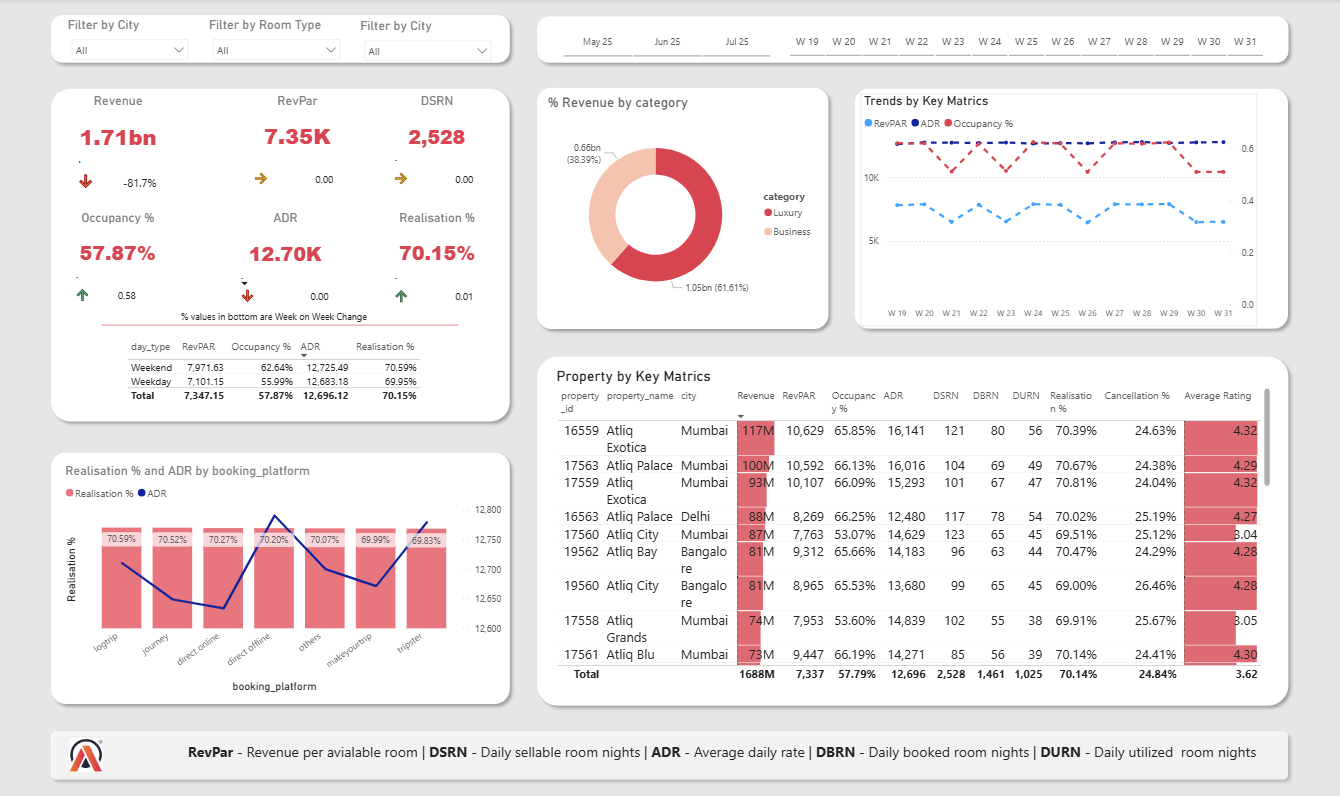 Filter by City
All
Filter by Room Type
All
Filter by City
All
May 25 Jun 25 Jul 25
W 19 W 20 W 21 W 22 W 23 W 24 W 25 W 26 W 27 W 28 W 29 W 30 W 31
Revenue RevPar DSRN
1.71bn 7.35K 2,528
-81.7% 0.00 0.00
Occupancy % ADR Realisation %
57.87% 12.70K 70.15%
0.58 0.00 0.01
% values in bottom are Week on Week Change
day_type RevPAR Occupancy % ADR Realisation %
Weekend 7,971.63 62.64% 12,725.49 70.59%
Weekday 7,101.15 55.99% 12,683.18 69.95%
Total 7,347.15 57.87% 12,696.12 70.15%
% Revenue by category
0.66bn
(38.39%)
1.05bn (61.61%)
category
Luxury
Business
Trends by Key Matrics
RevPAR ADR Occupancy %
10K
5K
0.6
0.4
0.2
0.0
W 19 W 20 W 21 W 22 W 23 W 24 W 25 W 26 W 27 W 28 W 29 W 30 W 31
Realisation % and ADR by booking_platform
Realisation % ADR
Realisation %
70.59% 70.52% 70.27% 70.20% 70.07% 69.99% 69.83%
12,800
12,750
12,700
12,650
12,600
logtrip journey direct online direct offline others makeyourtrip tripster
booking_platform
Property by Key Matrics
property property_name city Revenue RevPAR Occupanc ADR DSRN DBRN DURN Realisatio Cancellation % Average Rating
_id y % n %
16559 Atliq Mumbai 117M 10,629 65.85% 16,141 121 80 56 70.39% 24.63% 4.32
Exotica
17563 Atliq Palace Mumbai 100M 10,592 66.13% 16,016 104 69 49 70.67% 24.38% 4.29
17559 Atliq Mumbai 93M 10,107 66.09% 15,293 101 67 47 70.81% 24.04% 4.32
Exotica
16563 Atliq Palace Delhi 88M 8,269 66.25% 12,480 117 78 54 70.02% 25.19% 4.27
17560 Atliq City Mumbai 87M 7,763 53.07% 14,629 123 65 45 69.51% 25.12% 3.04
19562 Atliq Bay Bangalo 81M 9,312 65.66% 14,183 96 63 44 70.47% 24.29% 4.28
re
19560 Atliq City Bangalo 81M 8,965 65.53% 13,680 99 65 45 69.00% 26.46% 4.28
re
17558 Atliq Mumbai 74M 7,953 53.60% 14,839 102 55 38 69.91% 25.67% 3.05
Grands
17561 Atliq Blu Mumbai 73M 9,447 66.19% 14,271 85 56 39 70.14% 24.41% 4.30
Total 1688M 7,337 57.79% 12,696 2,528 1,461 1,025 70.14% 24.84% 3.62
RevPar - Revenue per avialable room | DSRN - Daily sellable room nights | ADR - Average daily rate | DBRN - Daily booked room nights | DURN - Daily utilized room nights